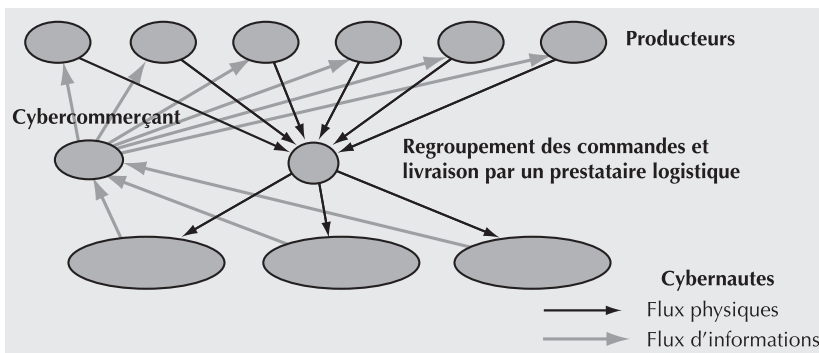 Producteurs
Cybercommerçant
Regroupement des commandes et
livraison par un prestataire logistique
Cybernautes
Flux physiques
Flux d’informations